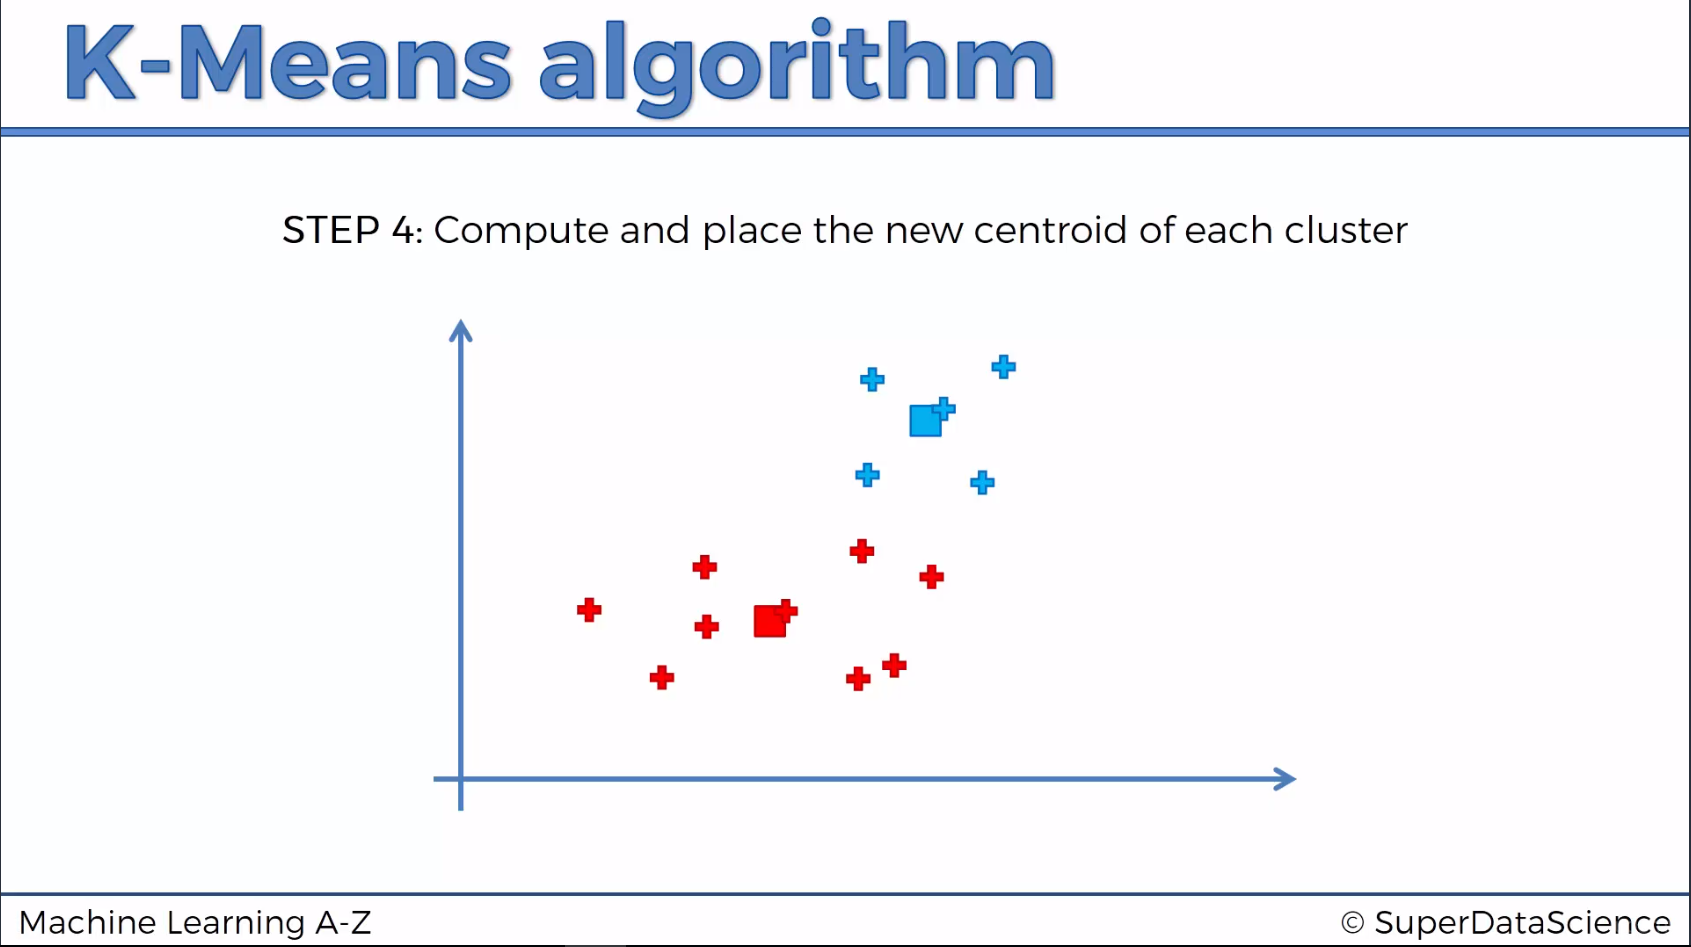 K-Means algorithm
STEP 4: Compute and place the new centroid of each cluster
Machine Learning A-Z
© SuperDataScience